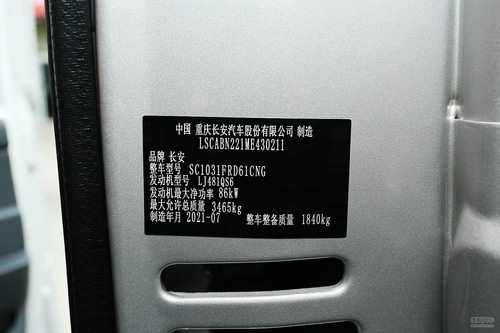 中国 重庆长安汽车股份有限公司 制造
LSCABN221ME430211
品牌 长安
整车型号 SC1031FRD61CNG
发动机型号 LJ481QS6
发动机最大净功率 86kW
最大允许总质量 3465kg
制造年月 2021-07 整车整备质量 1840kg